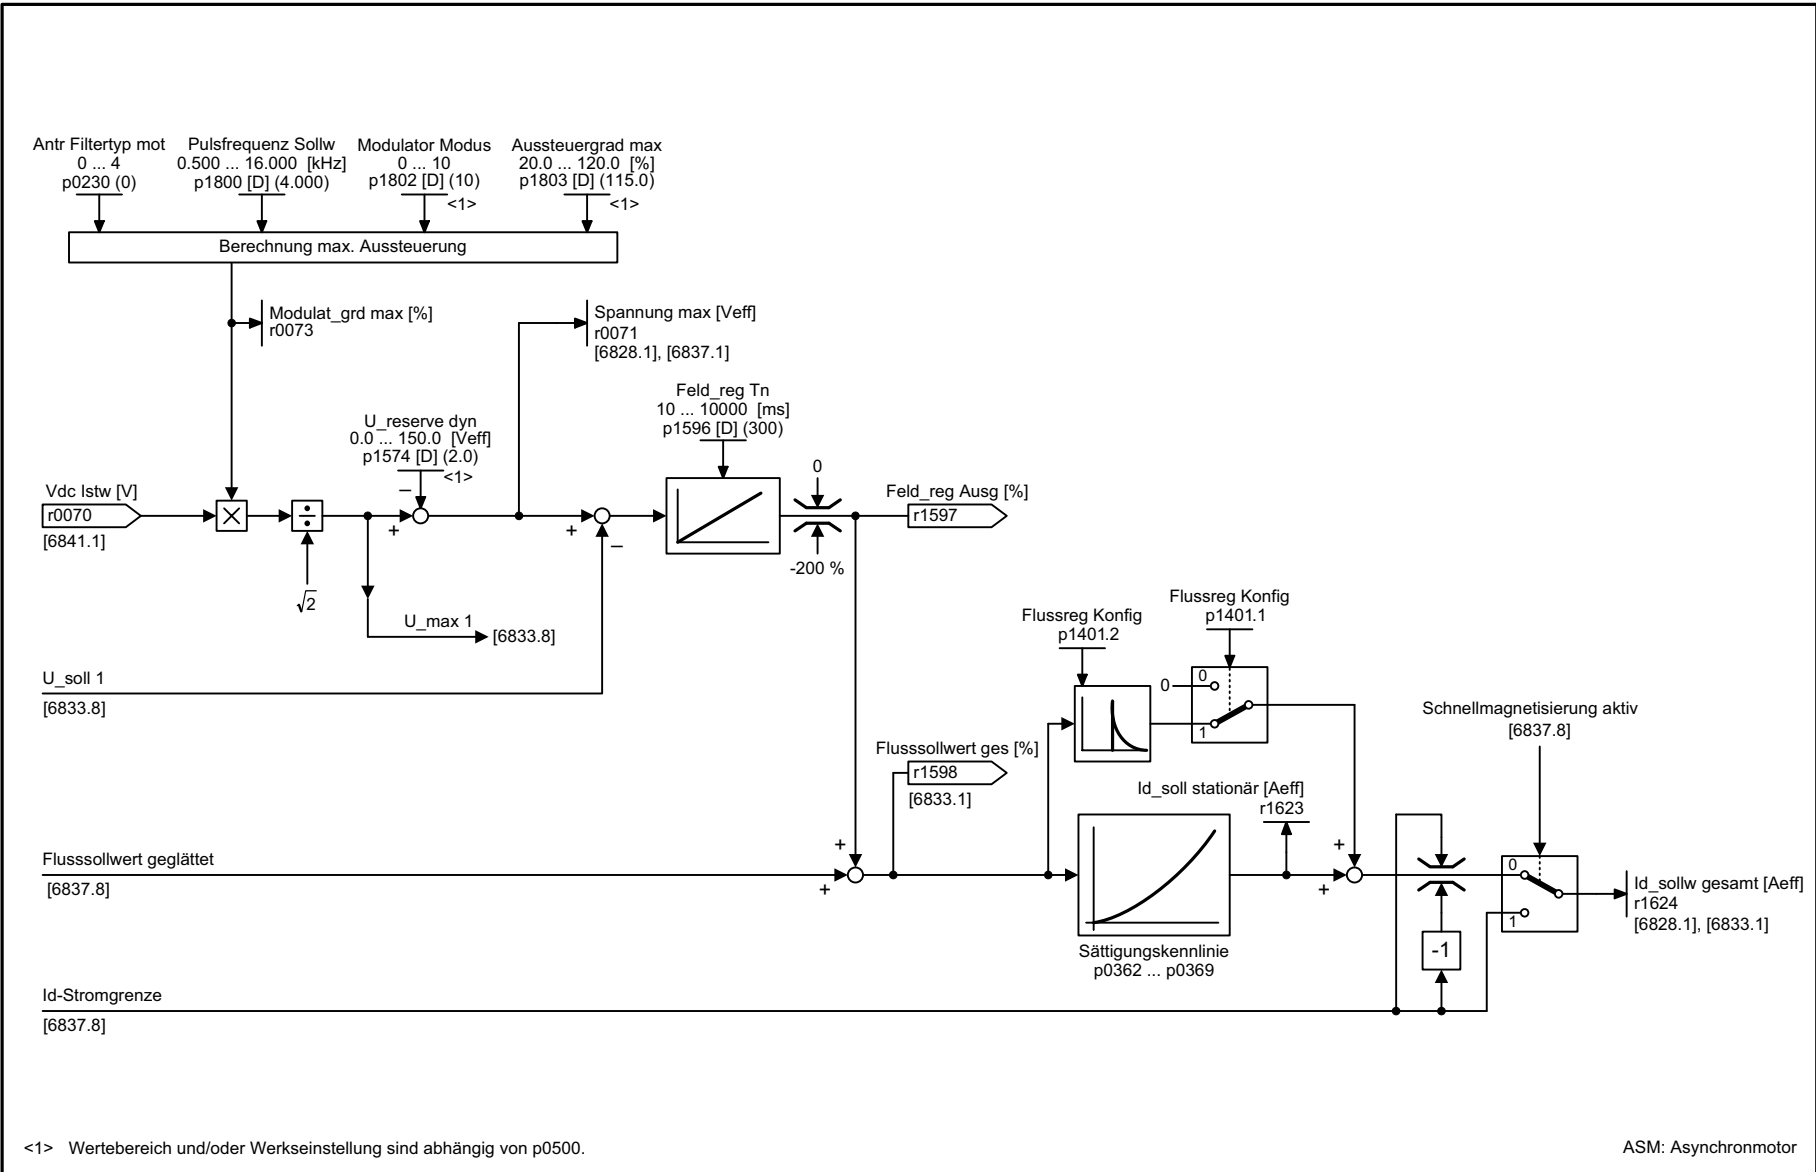 Antr Filtertyp mot
0 ... 4
p0230 (0)
Pulsfrequenz Sollw
0.500 ... 16.000 [kHz]
p1800 [D] (4.000)
Modulator Modus
0 ... 10
p1802 [D] (10)
<1>
Aussteuergrad max
20.0 ... 120.0 [%]
p1803 [D] (115.0)
<1>
Berechnung max. Aussteuerung
Modulat_grd max [%]
r0073
Spannung max [Veff]
r0071
[6828.1], [6837.1]
Feld_reg Tn
10 ... 10000 [ms]
p1596 [D] (300)
U_reserve dyn
0.0 ... 150.0 [Veff]
p1574 [D] (2.0)
<1>
–
0
Vdc Istw [V]
r0070
[6841.1]
×
÷
√2
+
+
–
-200 %
Feld_reg Ausg [%]
r1597
U_max 1
[6833.8]
U_soll 1
[6833.8]
Flussreg Konfig
p1401.2
Flussreg Konfig
p1401.1
0
0
1
Schnellmagnetisierung aktiv
[6837.8]
Flusssollwert ges [%]
r1598
[6833.1]
Id_soll stationär [Aeff]
r1623
Flusssollwert geglättet
[6837.8]
+
+
+
+
Sättigungskennlinie
p0362 ... p0369
0
1
-1
Id_sollw gesamt [Aeff]
r1624
[6828.1], [6833.1]
Id-Stromgrenze
[6837.8]
<1> Wertebereich und/oder Werkseinstellung sind abhängig von p0500.
ASM: Asynchronmotor